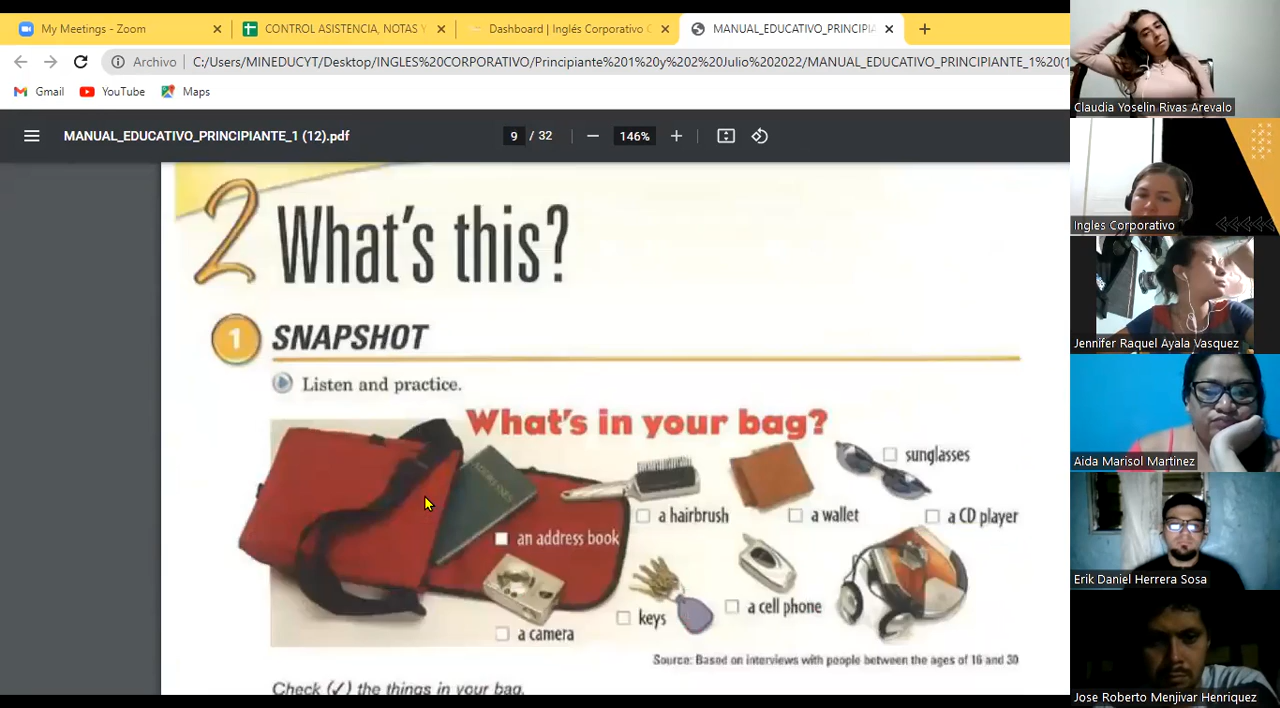 My Meetings - Zoom
CONTROL ASISTENCIA, NOTAS Y
Dashboard | Inglés Corporativo
MANUAL_EDUCATIVO_PRINCIPIA
Archivo
C:/Users/MINEDUCYT/Desktop/INGLES%20CORPORATIVO/Principiante%201%20y%202%20Julio%202022/MANUAL_EDUCATIVO_PRINCIPIANTE_1%20(1
Gmail
YouTube
Maps
MANUAL_EDUCATIVO_PRINCIPIANTE_1 (12).pdf
9 / 32
146%
2 What's this?
1 SNAPSHOT
Listen and practice.
What's in your bag?
ADDRESSES
sunglasses
a hairbrush
a wallet
a CD player
an address book
a cell phone
keys
a camera
Source: Based on interviews with people between the ages of 16 and 30
Check (✓) the things in your bag.
Claudia Yoselin Rivas Arevalo
Ingles Corporativo
Jennifer Raquel Ayala Vasquez
Aida Marisol Martinez
Erik Daniel Herrera Sosa
Jose Roberto Menjivar Henriquez